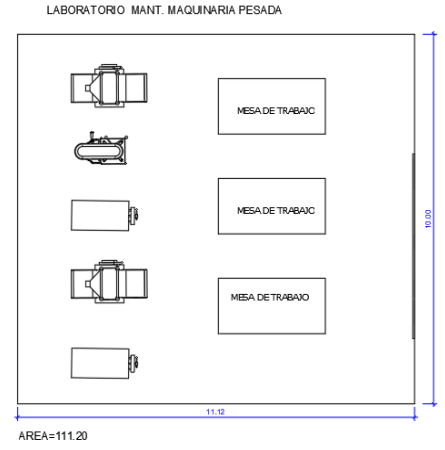 LABORATORIO MANT. MAQUINARIA PESADA
MESA DE TRABAJO
MESA DE TRABAJO
10.00
MESA DE TRABAJO
11.12
AREA=111.20